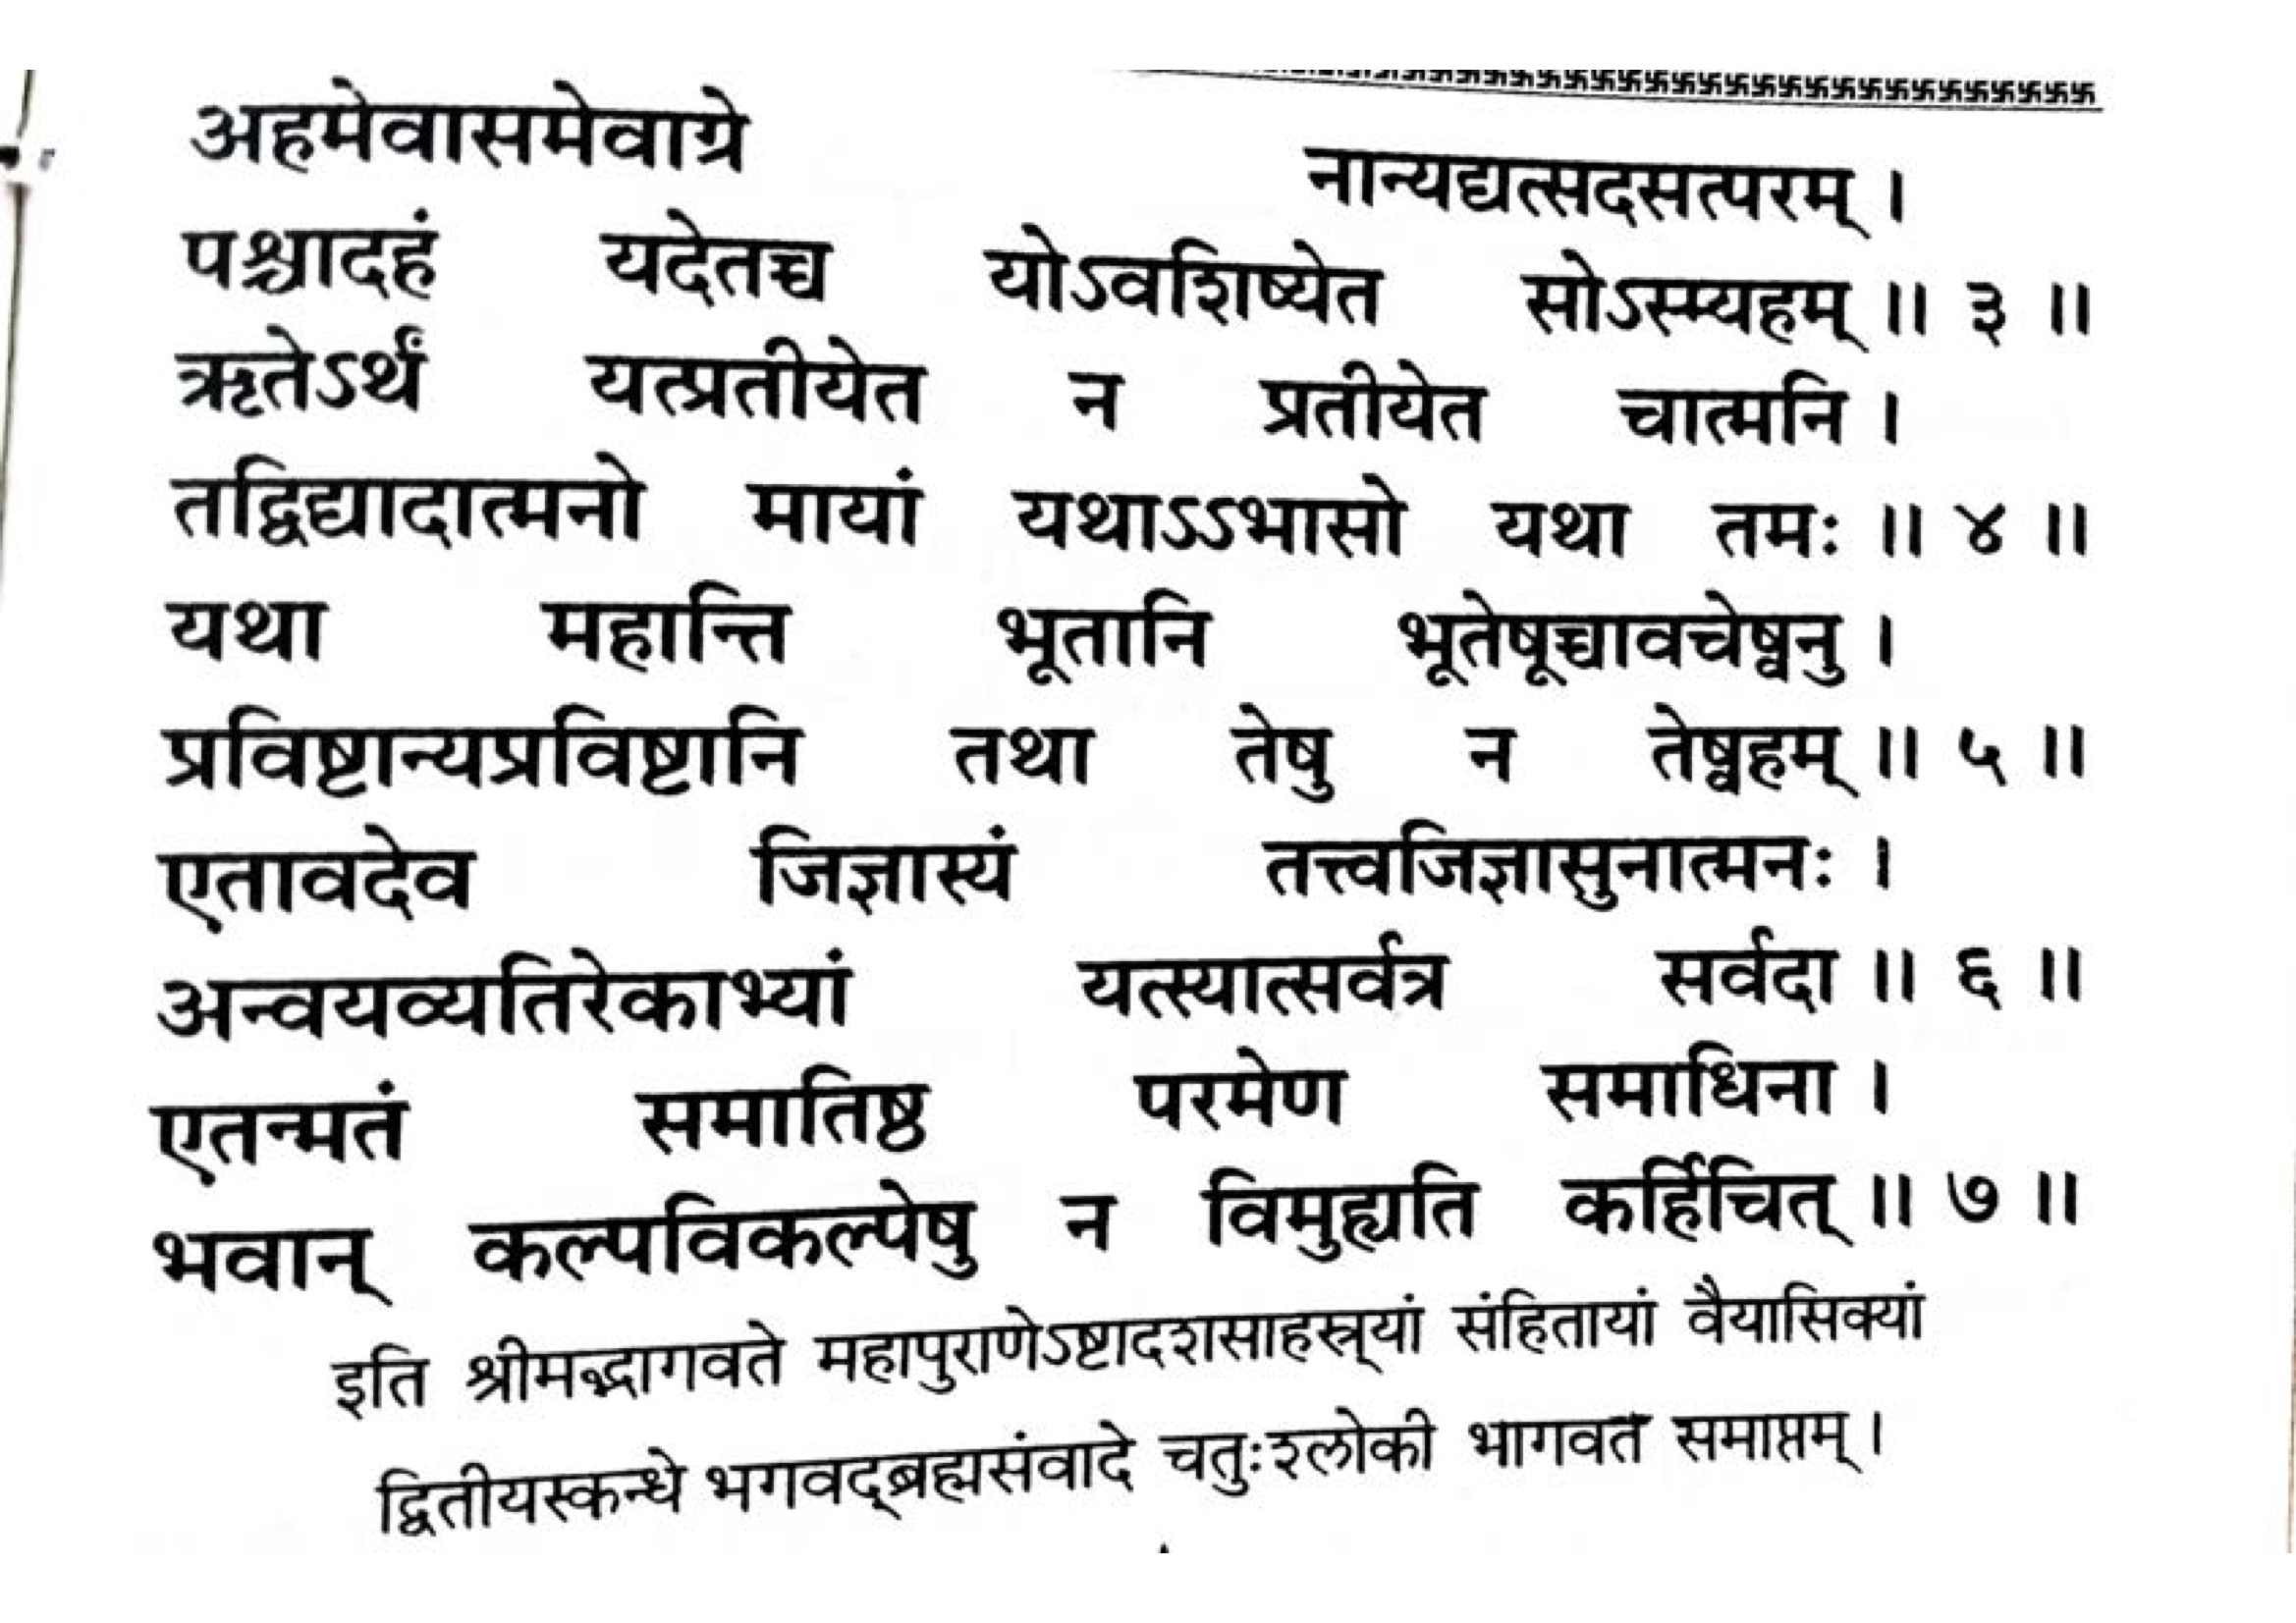 अहमेवासमेवाग्रे नान्यद्यत्सदसत्परम् ।
पश्चादहं यदेतच्च योऽवशिष्येत सोऽस्म्यहम् ॥ ३ ॥
ऋतेऽर्थं यत्प्रतीयेत न प्रतीयेत चात्मनि ।
तद्विद्यादात्मनो मायां यथाऽऽभासो यथा तमः ॥ ४ ॥
यथा महान्ति भूतानि भूतेषूच्चावचेष्वनु ।
प्रविष्टान्यप्रविष्टानि तथा तेषु न तेष्वहम् ॥ ५ ॥
एतावदेव जिज्ञास्यं तत्त्वजिज्ञासुनात्मनः ।
अन्वयव्यतिरेकाभ्यां यत्स्यात्सर्वत्र सर्वदा ॥ ६ ॥
एतन्मतं समातिष्ठ परमेण समाधिना ।
भवान् कल्पविकल्पेषु न विमुह्यति कर्हिचित् ॥ ७ ॥
इति श्रीमद्भागवते महापुराणेऽष्टादशसाहस्र्यां संहितायां वैयासिक्यां
द्वितीयस्कन्धे भगवद्ब्रह्मसंवादे चतुःश्लोकी भागवतं समाप्तम् ।